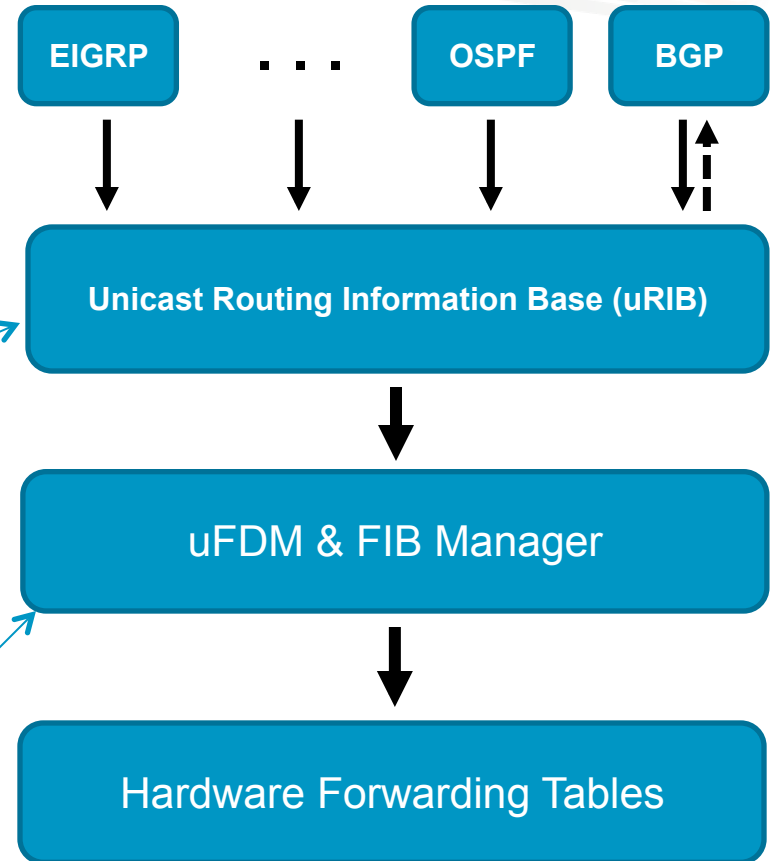 EIGRP . . . OSPF BGP
Unicast Routing Information Base (uRIB)
uFDM & FIB Manager
Hardware Forwarding Tables